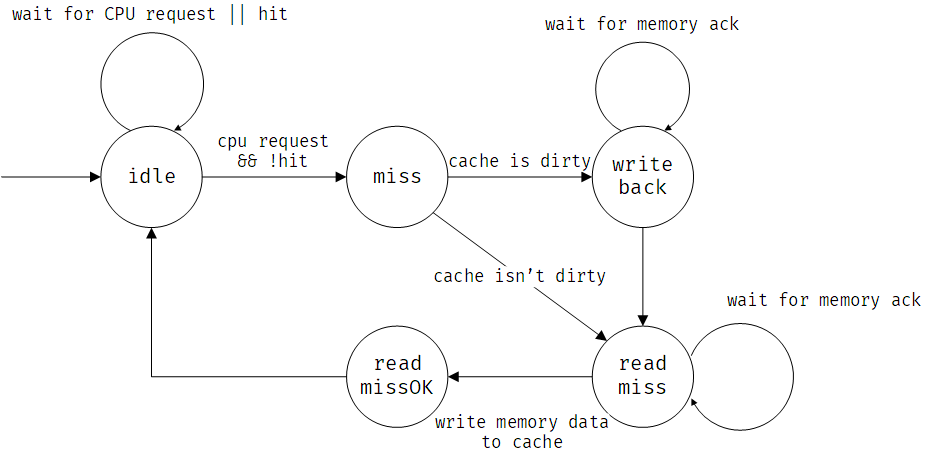 wait for CPU request || hit
wait for memory ack
cpu request
&& !hit
idle
miss
cache is dirty
write
back
cache isn't dirty
wait for memory ack
read
missOK
read
miss
write memory data
to cache